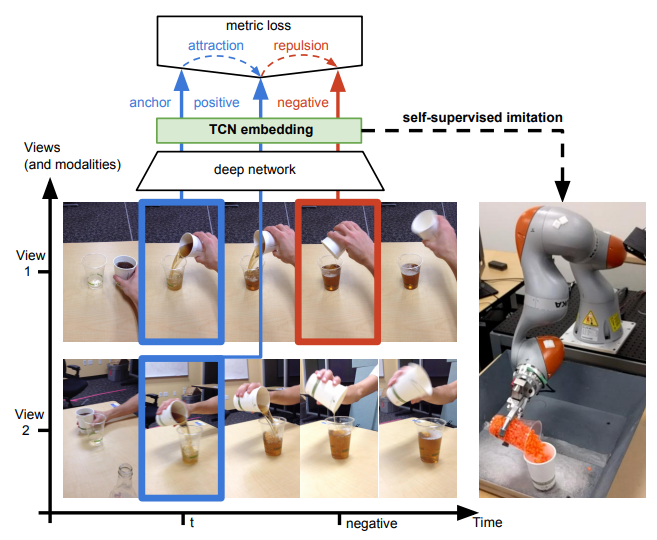 metric loss
attraction
repulsion
anchor
positive
negative
TCN embedding
self-supervised imitation
deep network
Views
(and modalities)
View
1
View
2
t
negative
Time